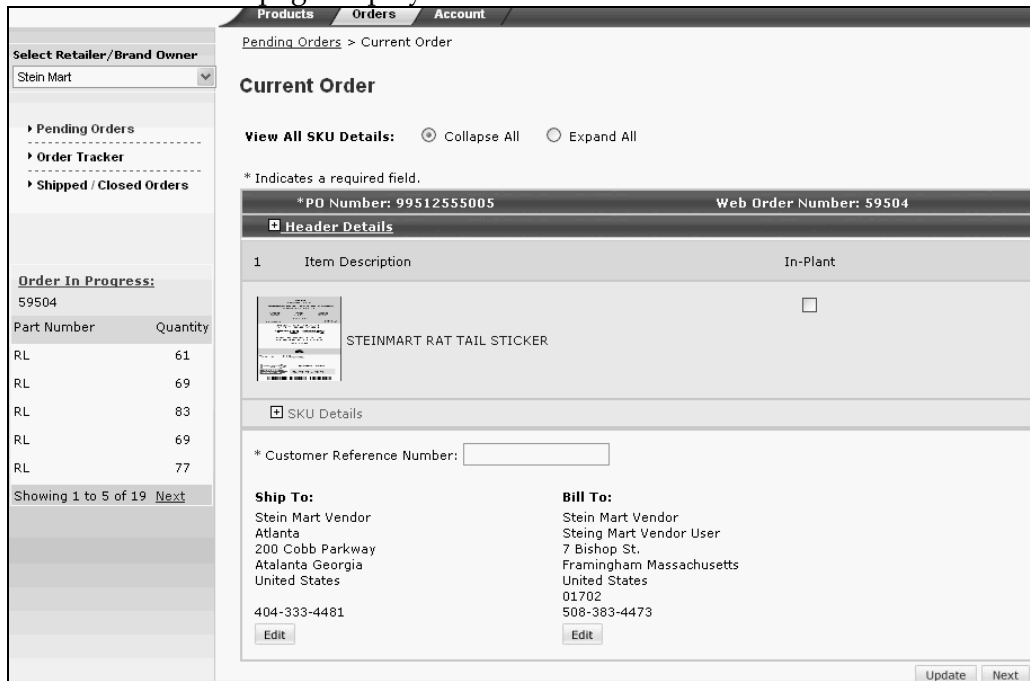 Products Orders Account
Select Retailer/Brand Owner
Stein Mart
Pending Orders
Order Tracker
Shipped / Closed Orders
Order In Progress:
59504
Part Number Quantity
RL 61
RL 69
RL 83
RL 69
RL 77
Showing 1 to 5 of 19 Next
Pending Orders > Current Order
Current Order
View All SKU Details: Collapse All Expand All
* Indicates a required field.
*PO Number: 99512555005 Web Order Number: 59504
Header Details
1 Item Description In-Plant
STEINMART RAT TAIL STICKER
SKU Details
* Customer Reference Number:
Ship To:
Stein Mart Vendor
Atlanta
200 Cobb Parkway
Atalanta Georgia
United States
404-333-4481
Edit
Bill To:
Stein Mart Vendor
Steing Mart Vendor User
7 Bishop St.
Framingham Massachusetts
United States
01702
508-383-4473
Edit
Update Next